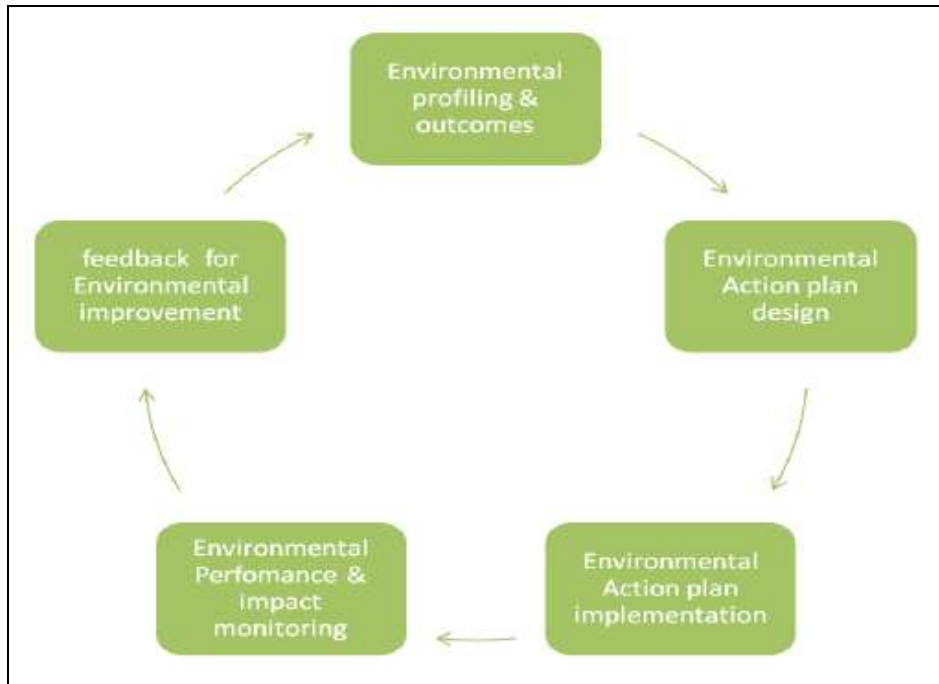 Environmental
profiling &
outcomes
Environmental
Action plan
design
Environmental
Action plan
implementation
Environmental
Perfomance &
impact
monitoring
feedback for
Environmental
improvement